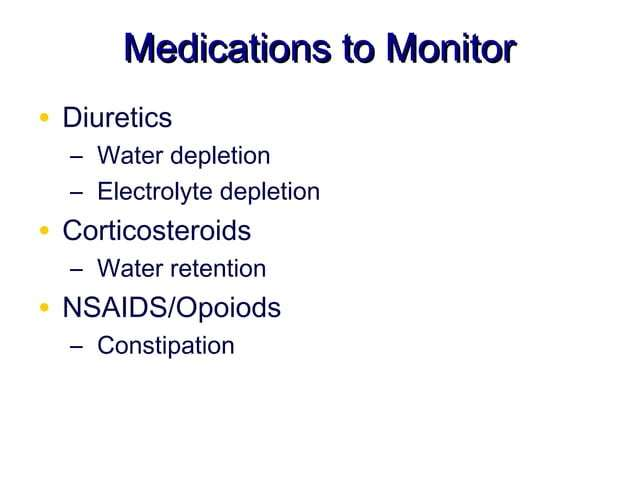 Medications to Monitor
• Diuretics
– Water depletion
– Electrolyte depletion
• Corticosteroids
– Water retention
• NSAIDS/Opoiods
– Constipation